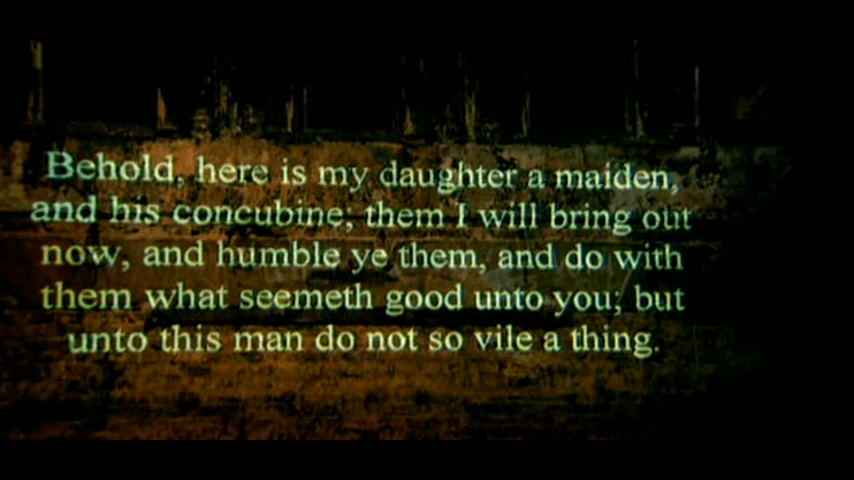 Behold, here is my daughter a maiden,
and his concubine; them I will bring out
now, and humble ye them, and do with
them what seemeth good unto you; but
unto this man do not so vile a thing.